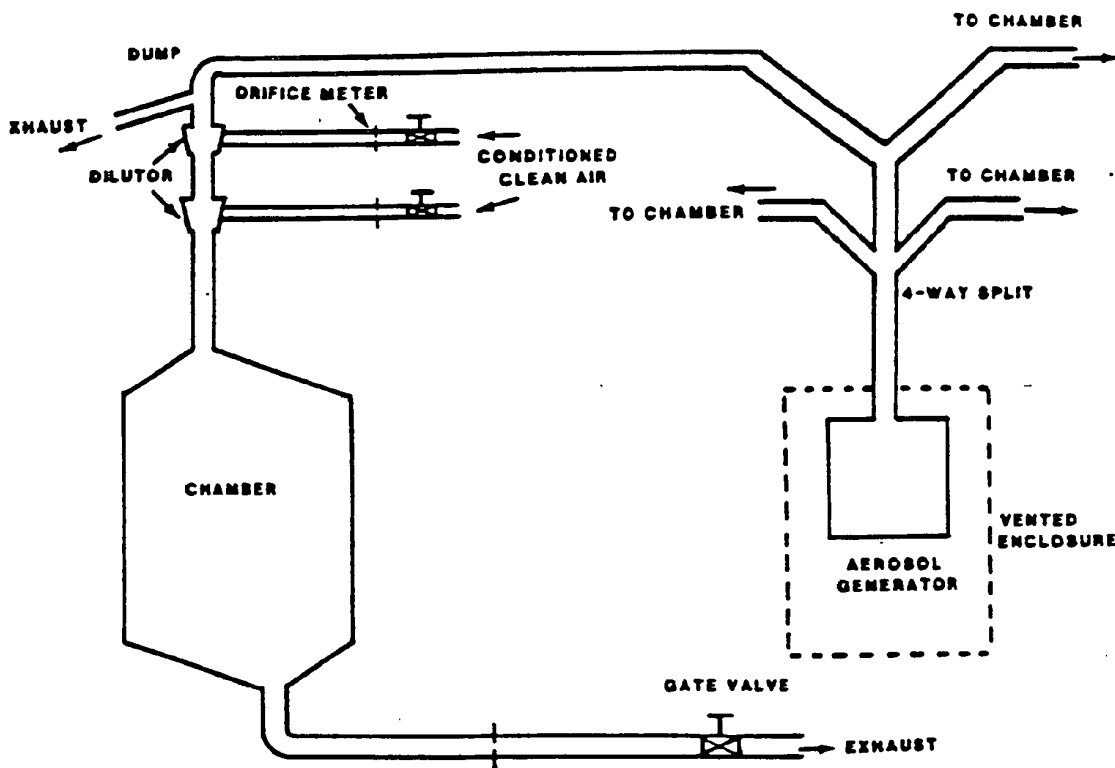 TO CHAMBER
DUMP
ORIFICE METER
EXHAUST
CONDITIONED
CLEAN AIR
DILUTOR
TO CHAMBER
TO CHAMBER
4-WAY SPLIT
CHAMBER
VENTED
ENCLOSURE
AEROSOL
GENERATOR
GATE VALVE
EXHAUST